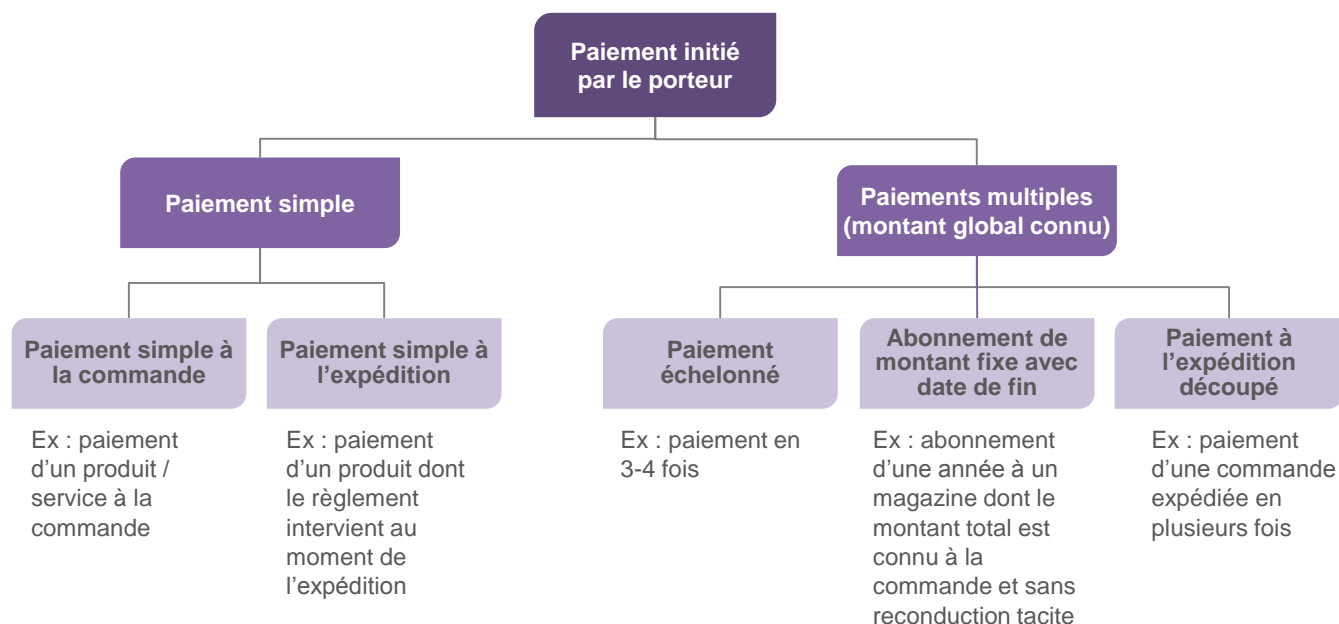 Paiement initié
par le porteur
Paiement simple
Paiements multiples
(montant global connu)
Paiement simple à
la commande
Paiement simple à
l’expédition
Paiement
échelonné
Abonnement de
montant fixe avec
date de fin
Paiement à
l’expédition
découpé
Ex : paiement
d’un produit /
service à la
commande
Ex : paiement
d’un produit dont
le règlement
intervient au
moment de
l’expédition
Ex : paiement en
3-4 fois
Ex : abonnement
d’une année à un
magazine dont le
montant total est
connu à la
commande et sans
reconduction tacite
Ex : paiement
d’une commande
expédiée en
plusieurs fois